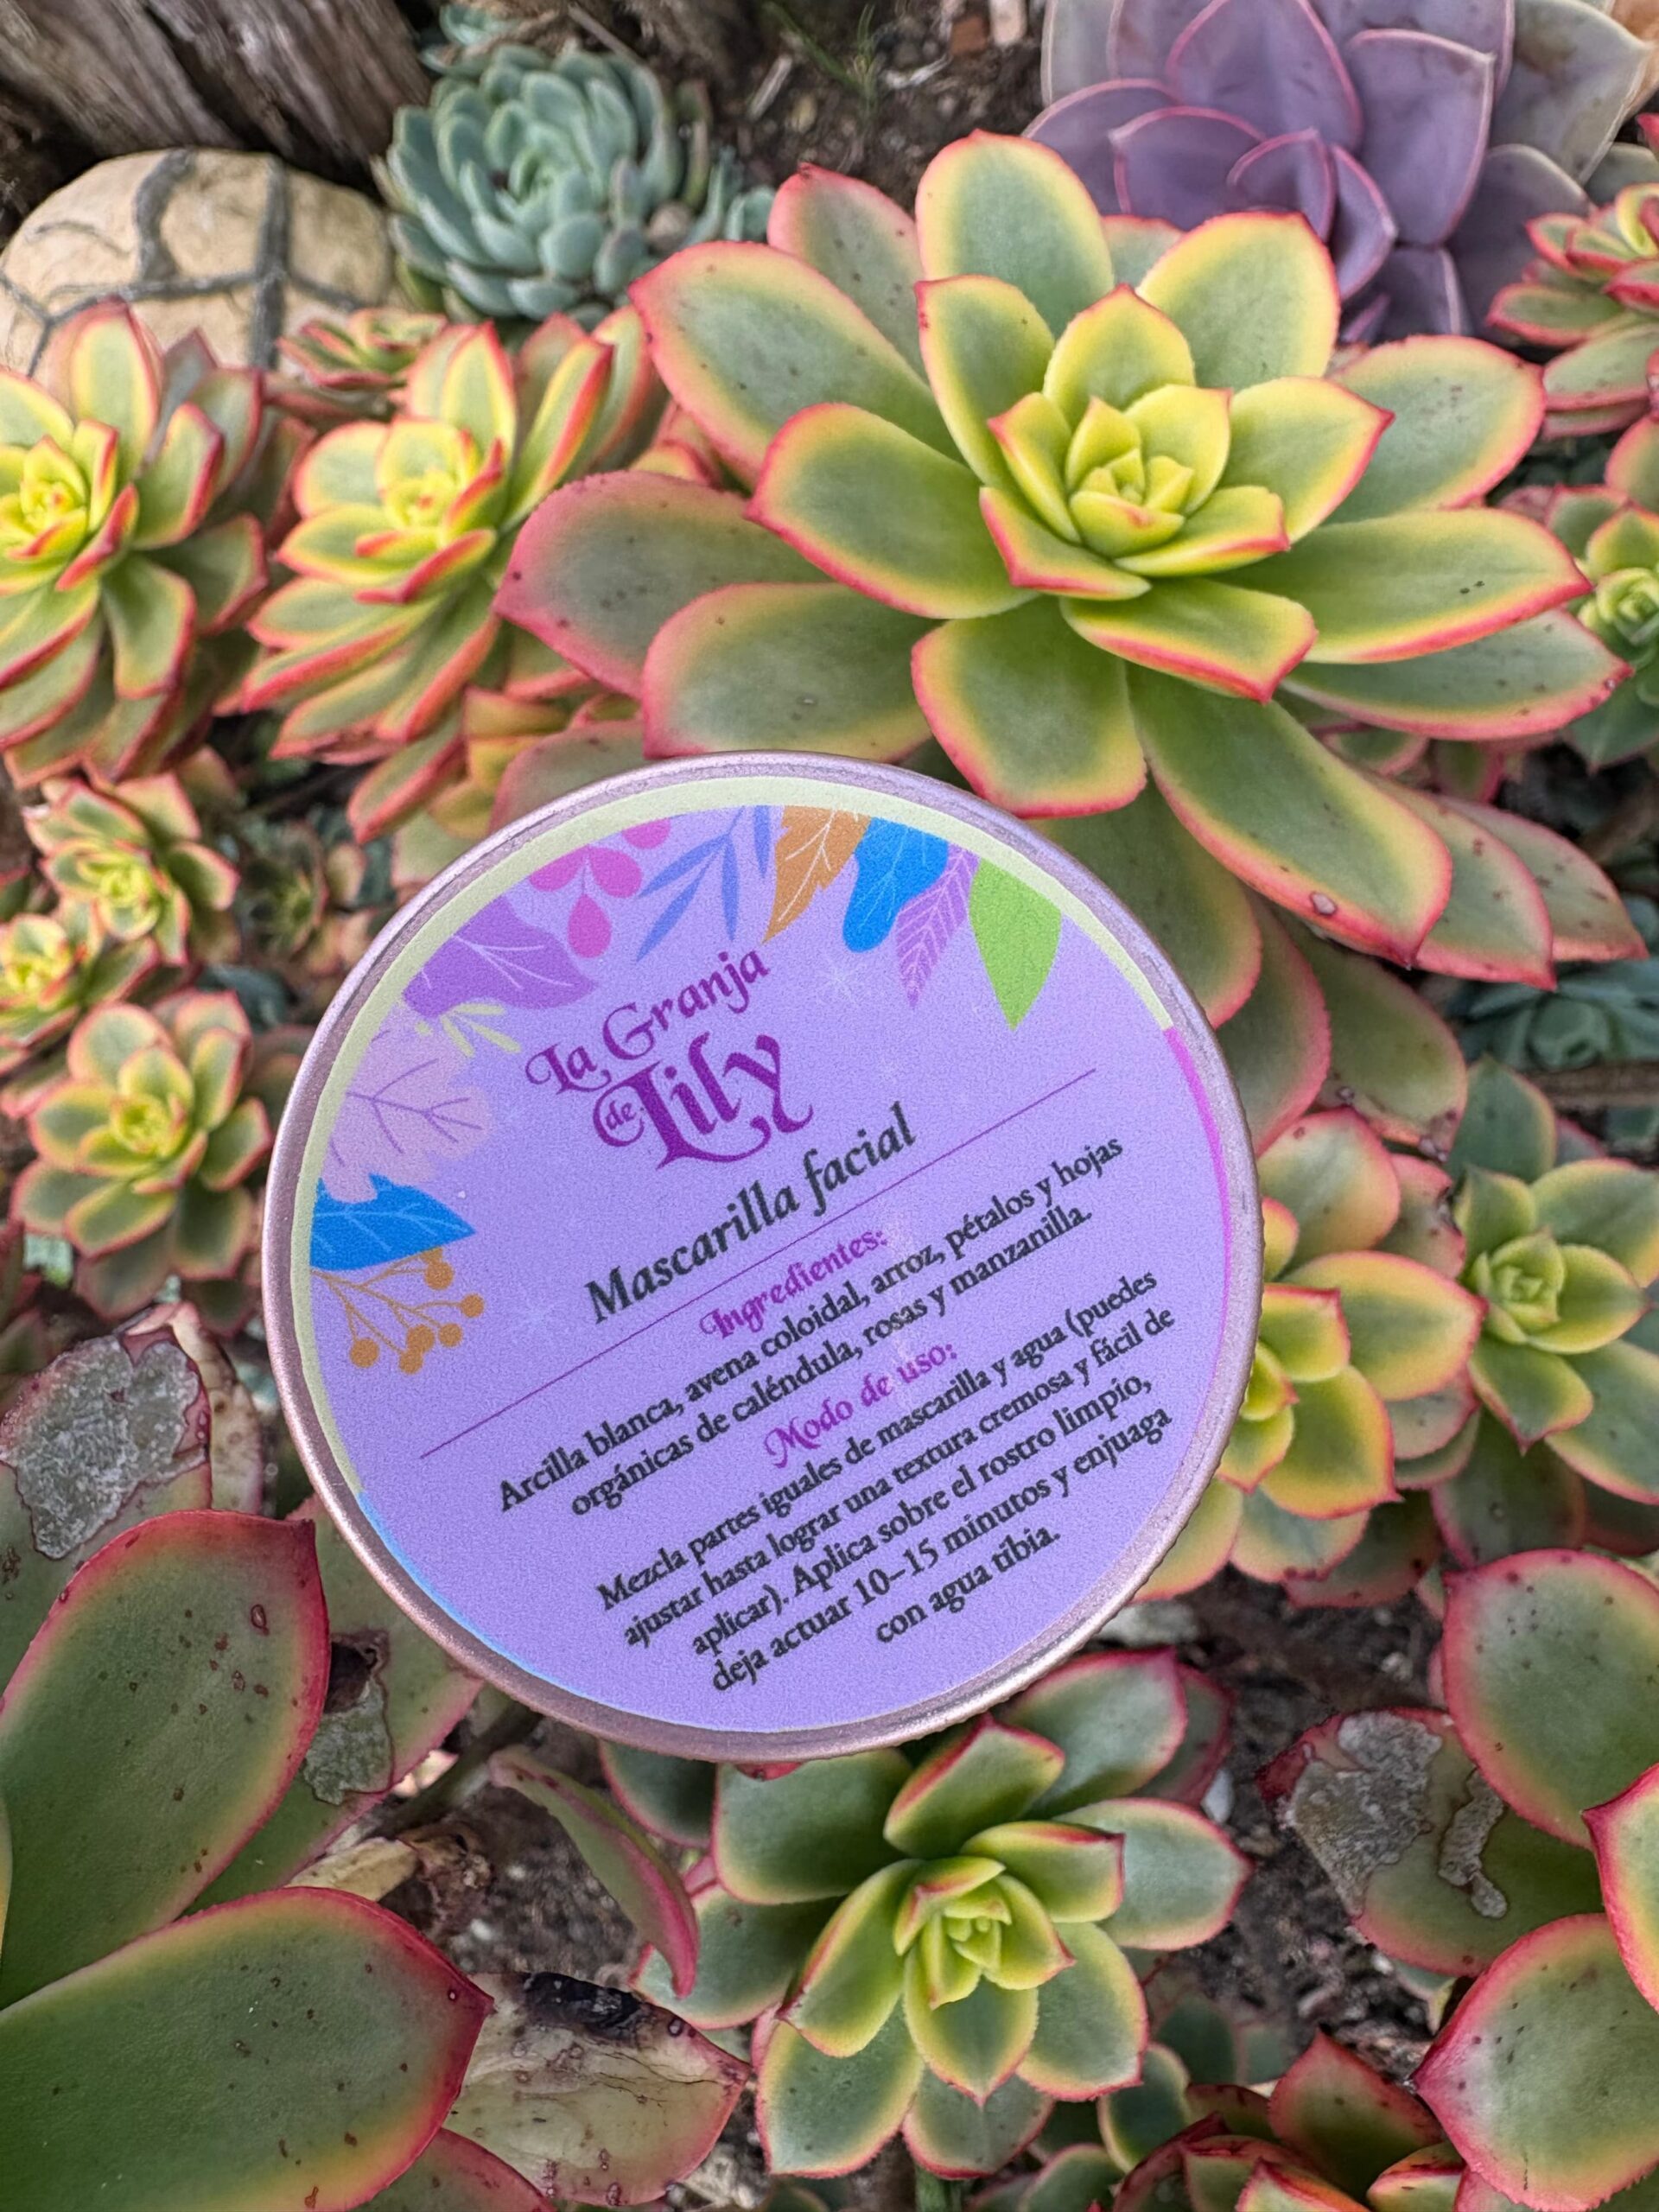 La Granja
de Lily
Mascarilla facial
Ingredientes:
Arcilla blanca, avena coloidal, arroz, pétalos y hojas
orgánicas de caléndula, rosas y manzanilla.
Modo de uso:
Mezcla partes iguales de mascarilla y agua (puedes
ajustar hasta lograr una textura cremosa y fácil de
aplicar). Aplica sobre el rostro limpio,
deja actuar 10–15 minutos y enjuaga
con agua tibia.